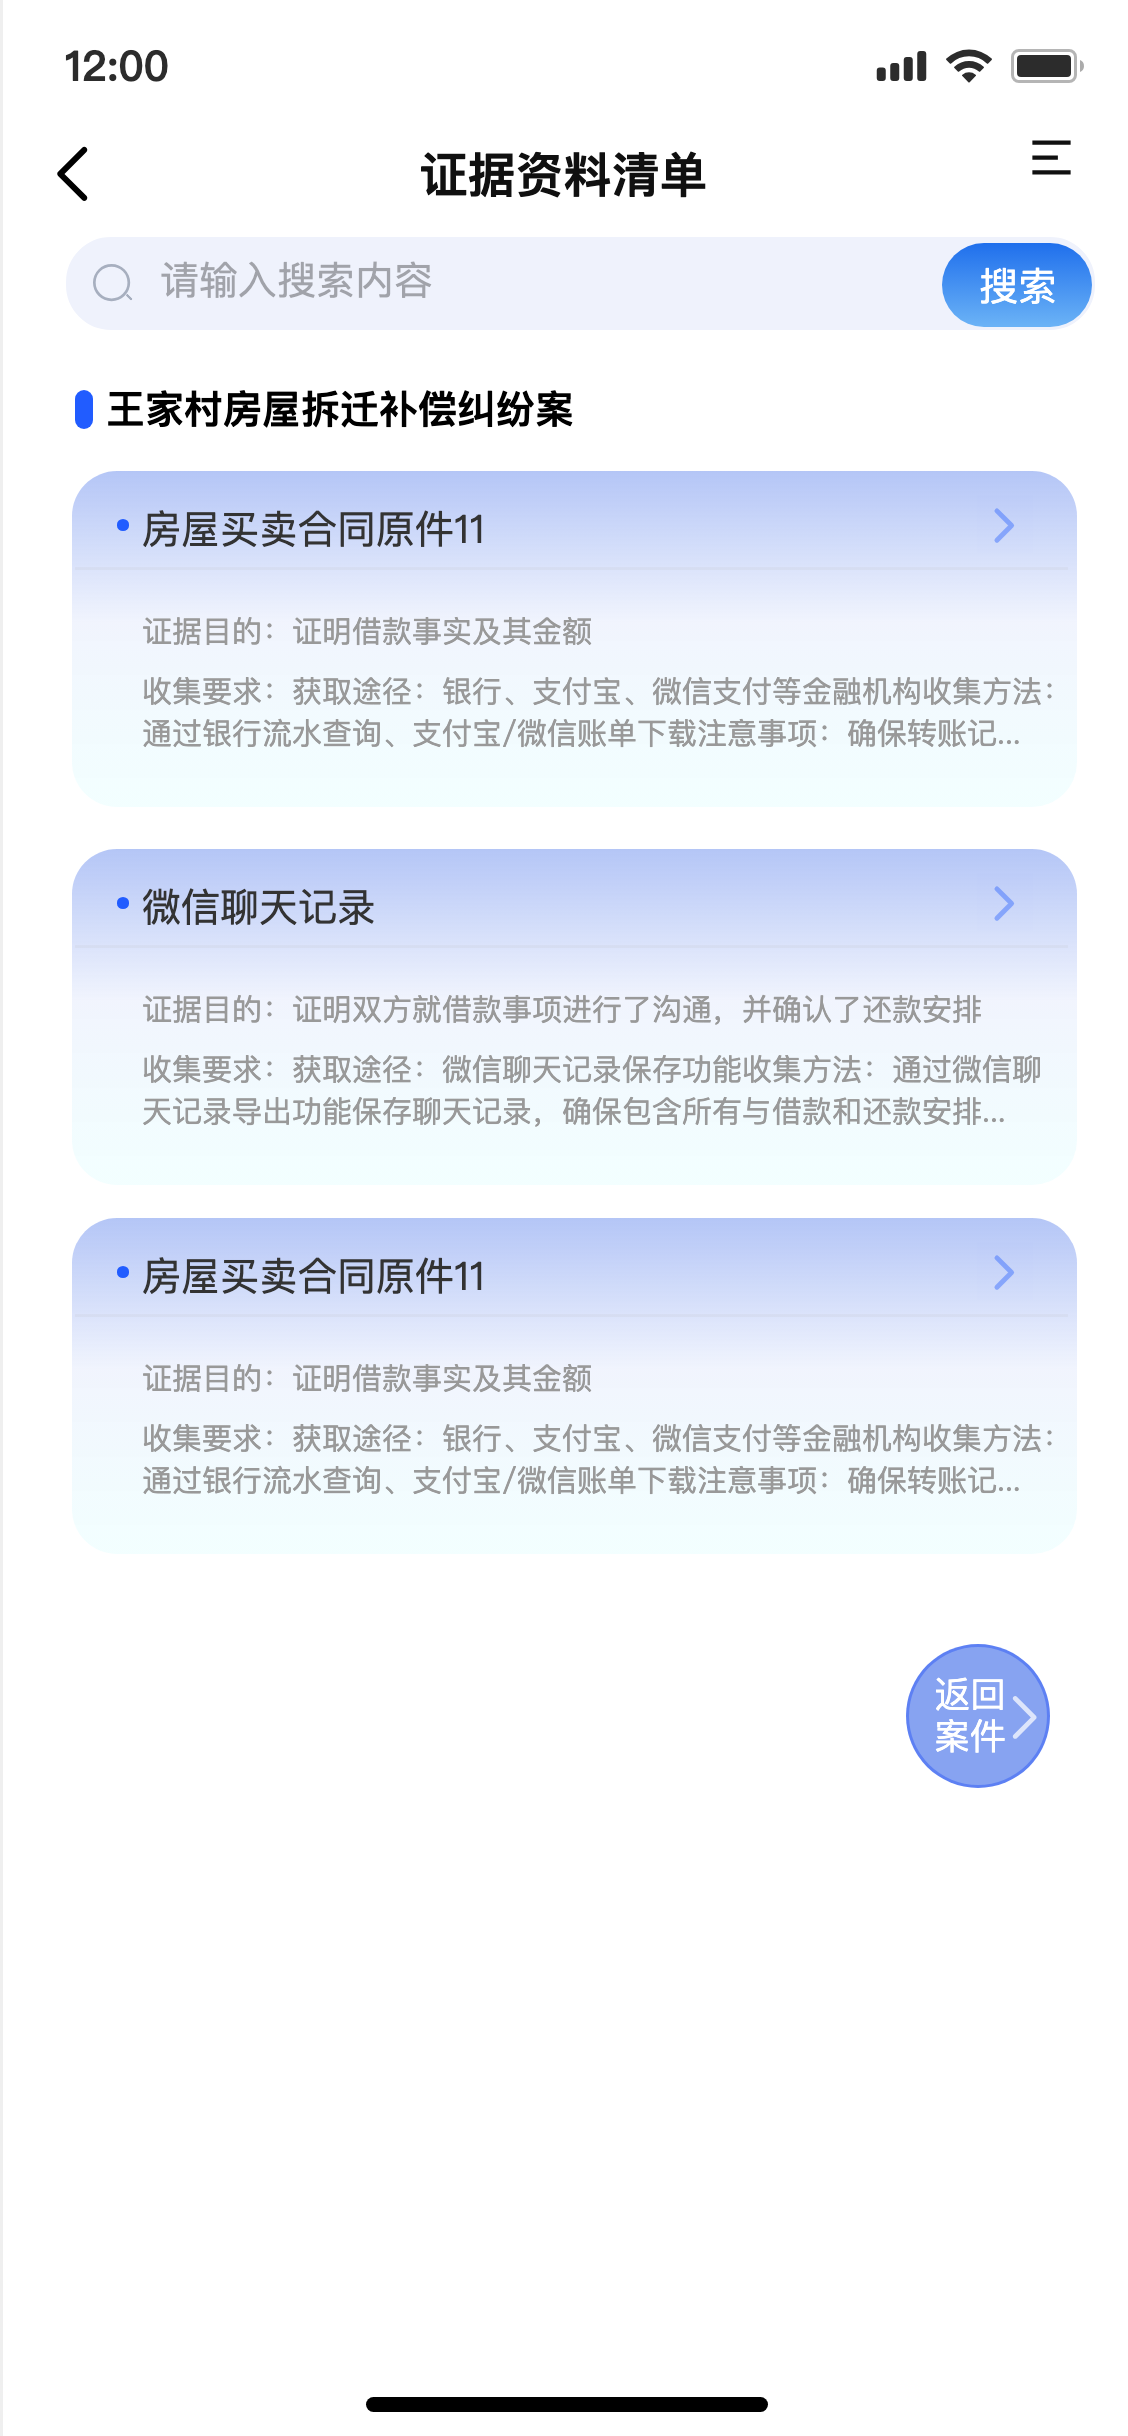 12:00
证据资料清单
请输入搜索内容
搜索
王家村房屋拆迁补偿纠纷案
房屋买卖合同原件11
证据目的：证明借款事实及其金额
收集要求：获取途径：银行、支付宝、微信支付等金融机构收集方法：
通过银行流水查询、支付宝/微信账单下载注意事项：确保转账记...
微信聊天记录
证据目的：证明双方就借款事项进行了沟通，并确认了还款安排
收集要求：获取途径：微信聊天记录保存功能收集方法：通过微信聊
天记录导出功能保存聊天记录，确保包含所有与借款和还款安排...
房屋买卖合同原件11
证据目的：证明借款事实及其金额
收集要求：获取途径：银行、支付宝、微信支付等金融机构收集方法：
通过银行流水查询、支付宝/微信账单下载注意事项：确保转账记...
返回
案件